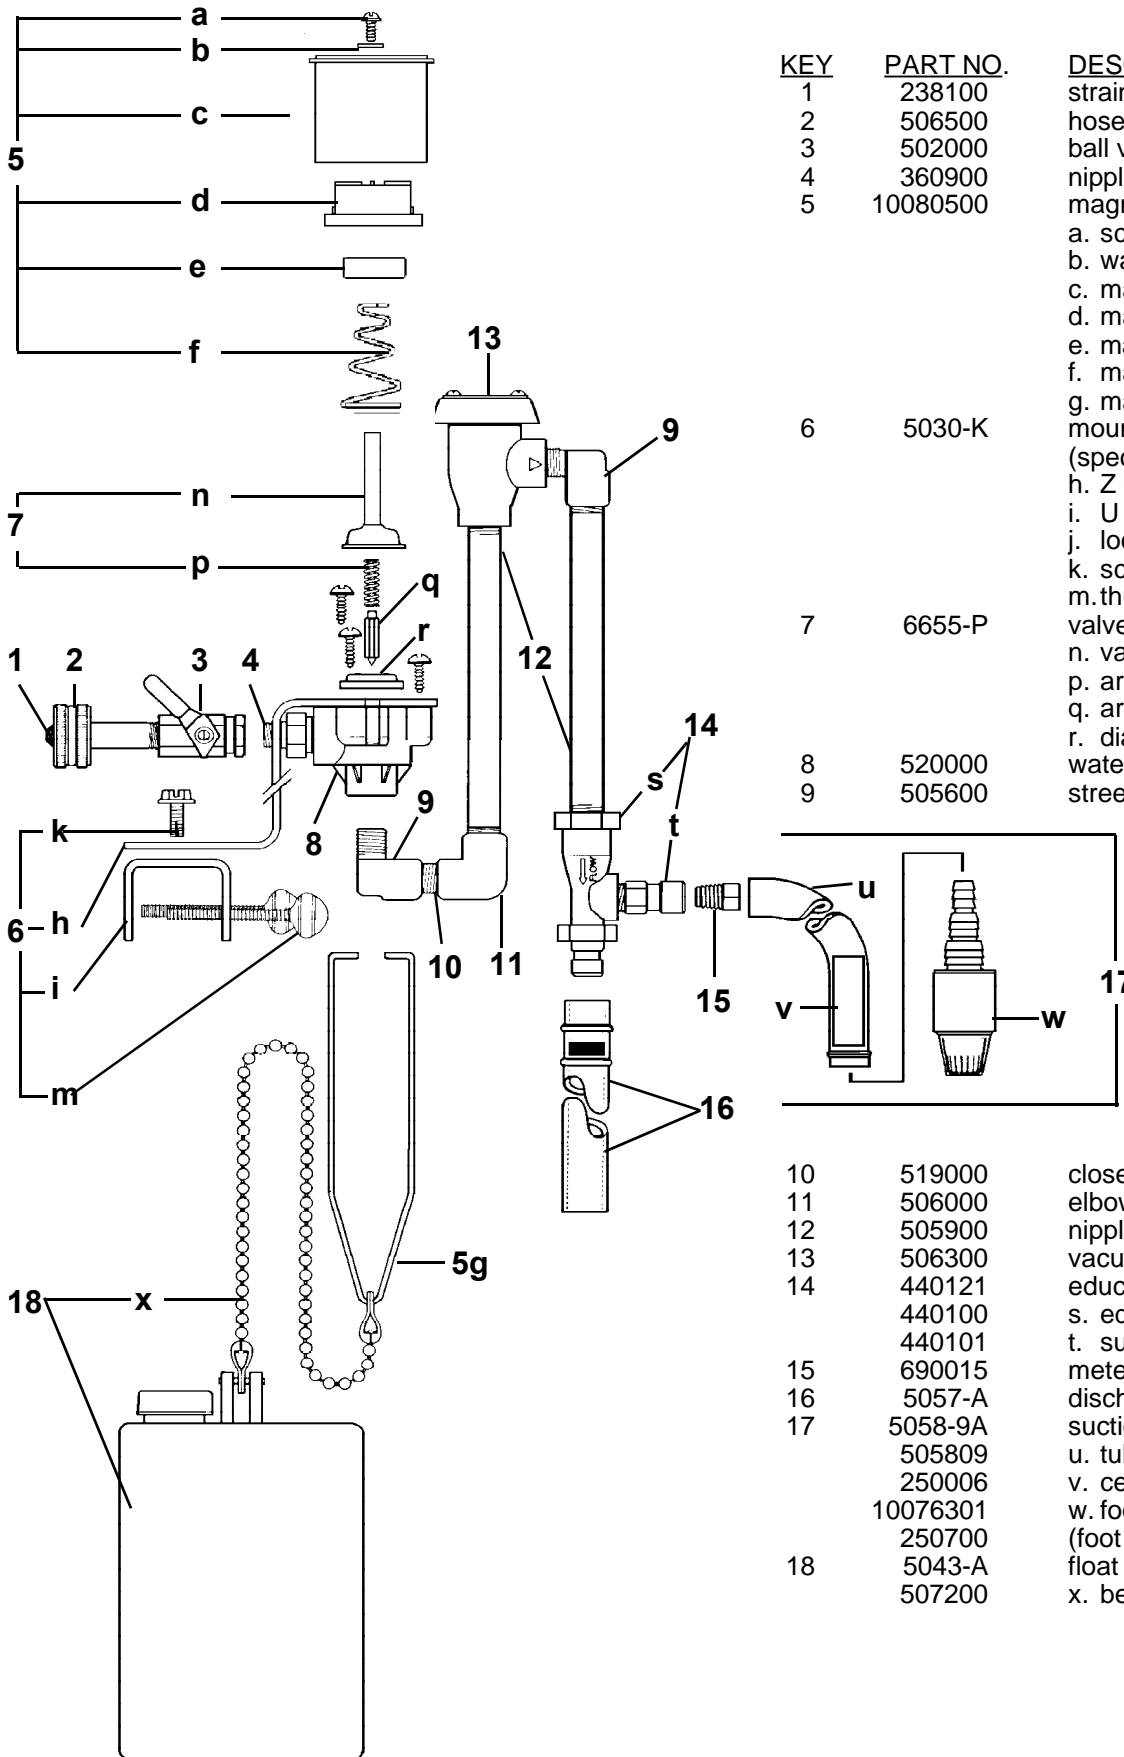 a
b
c
5
d
e
f
13
9
n
7
p
q
r
12
1 2 3 4
14
s
t
k
8
9
u
6 h
10 11
15
17
i
v
w
m
16
5g
18 x
FLOW
KEY PART NO. DES
1 238100 strain
2 506500 hose
3 502000 ball v
4 360900 nippl
5 10080500 magn
a. sc
b. wa
c. ma
d. ma
e. ma
f. ma
g. ma
6 5030-K moun
(spec
h. Z
i. U
j. loc
k. sc
m.thu
7 6655-P valve
n. va
p. ar
q. ar
r. dia
8 520000 wate
9 505600 stree
10 519000 close
11 506000 elbow
12 505900 nippl
13 506300 vacu
14 440121 educ
440100 s. ed
440101 t. su
15 690015 mete
16 5057-A disch
17 5058-9A suctio
505809 u. tul
250006 v. ce
10076301 w. foo
250700 (foot
18 5043-A float
507200 x. be